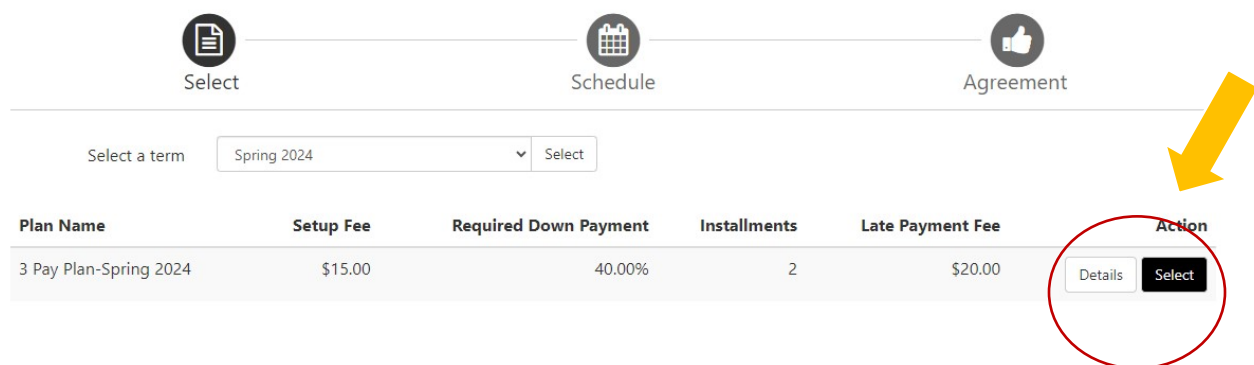 Select Schedule Agreement
Select a term Spring 2024 Select
Plan Name Setup Fee Required Down Payment Installments Late Payment Fee Action
3 Pay Plan-Spring 2024 $15.00 40.00% 2 $20.00 Details Select